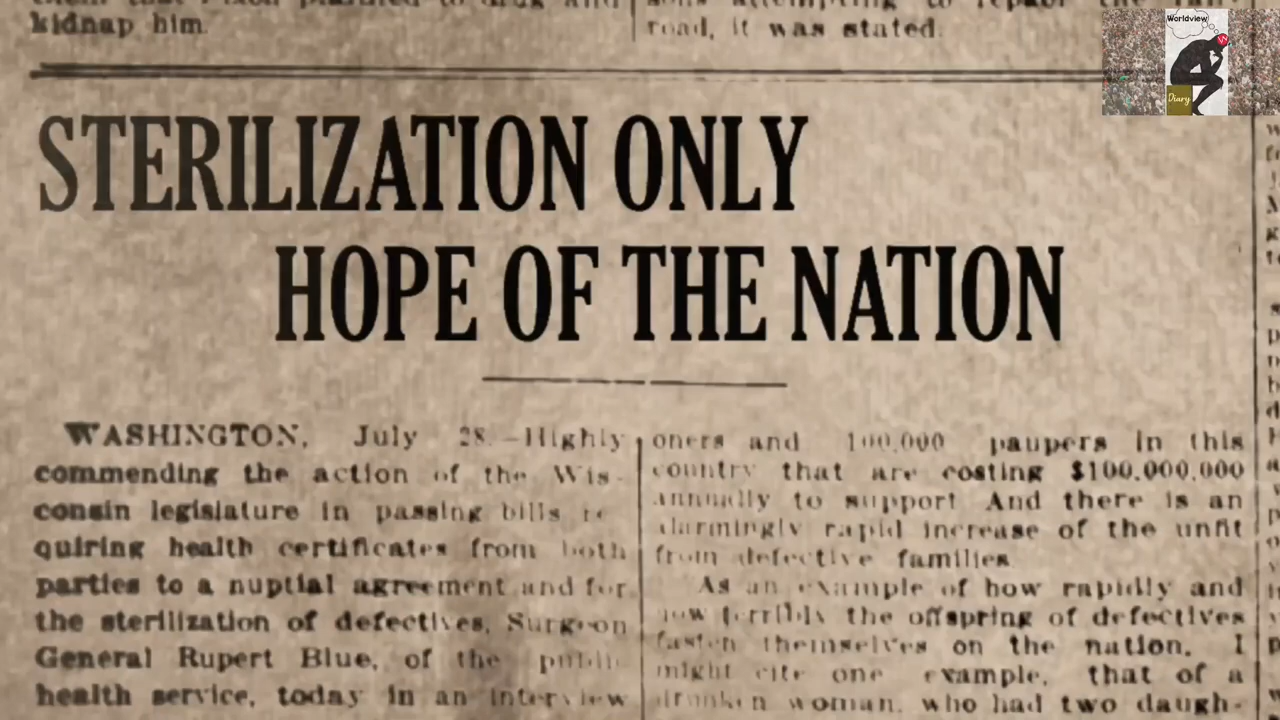 kidnap him.
road, it was stated.
Worldview
Diary
STERILIZATION ONLY
HOPE OF THE NATION
WASHINGTON, July 28.—Highly
commending the action of the Wis-
consin legislature in passing bills re-
quiring health certificates from both
parties to a nuptial agreement and for
the sterilization of defectives, Surgeon
General Rupert Blue, of the public
health service, today in an interview
oners and 100,000 paupers in this
country that are costing $100,000,000
annually to support. And there is an
alarmingly rapid increase of the unfit
from defective families.
As an example of how rapidly and
how terribly the offspring of defectives
fasten themselves on the nation, I
might cite one example, that of a
drunken woman, who had two daugh-